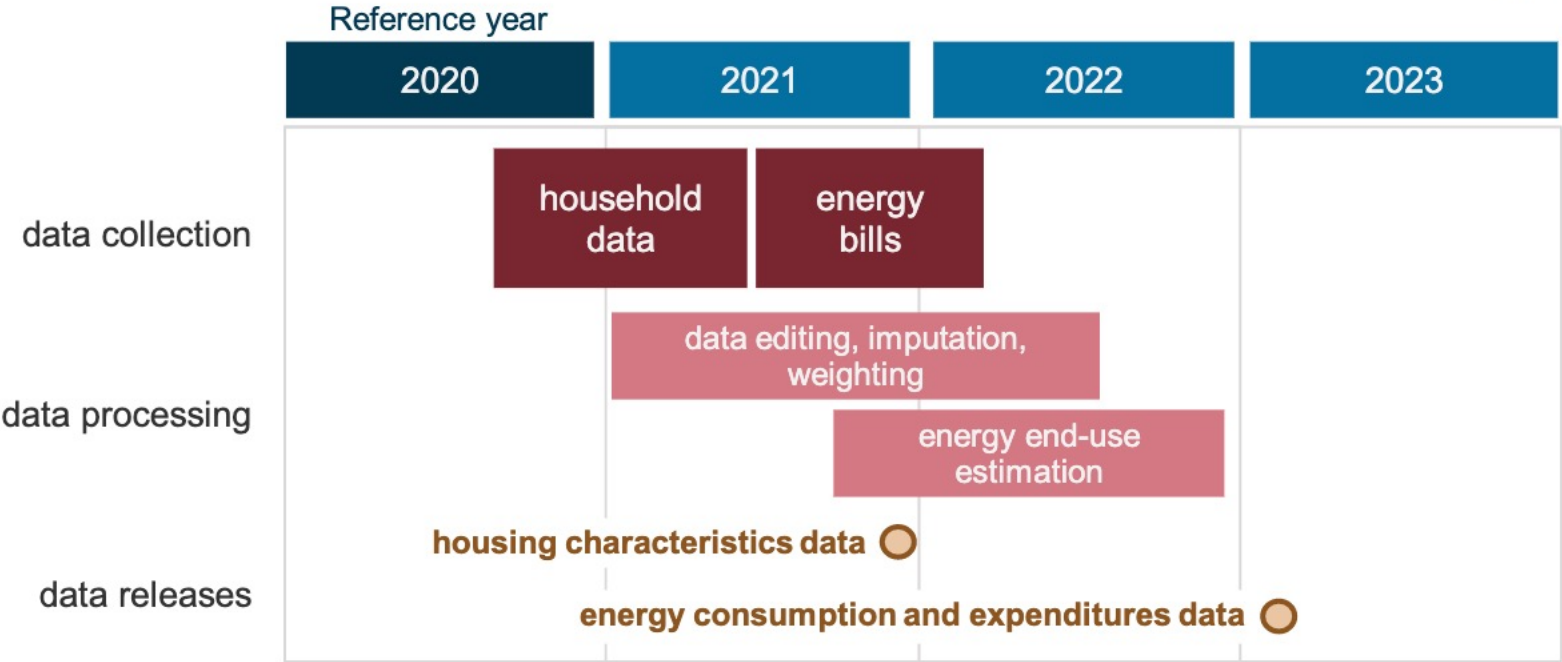 Reference year
2020
2021
2022
2023
data collection
household
data
energy
bills
data processing
data editing, imputation,
weighting
energy end-use
estimation
data releases
housing characteristics data
energy consumption and expenditures data